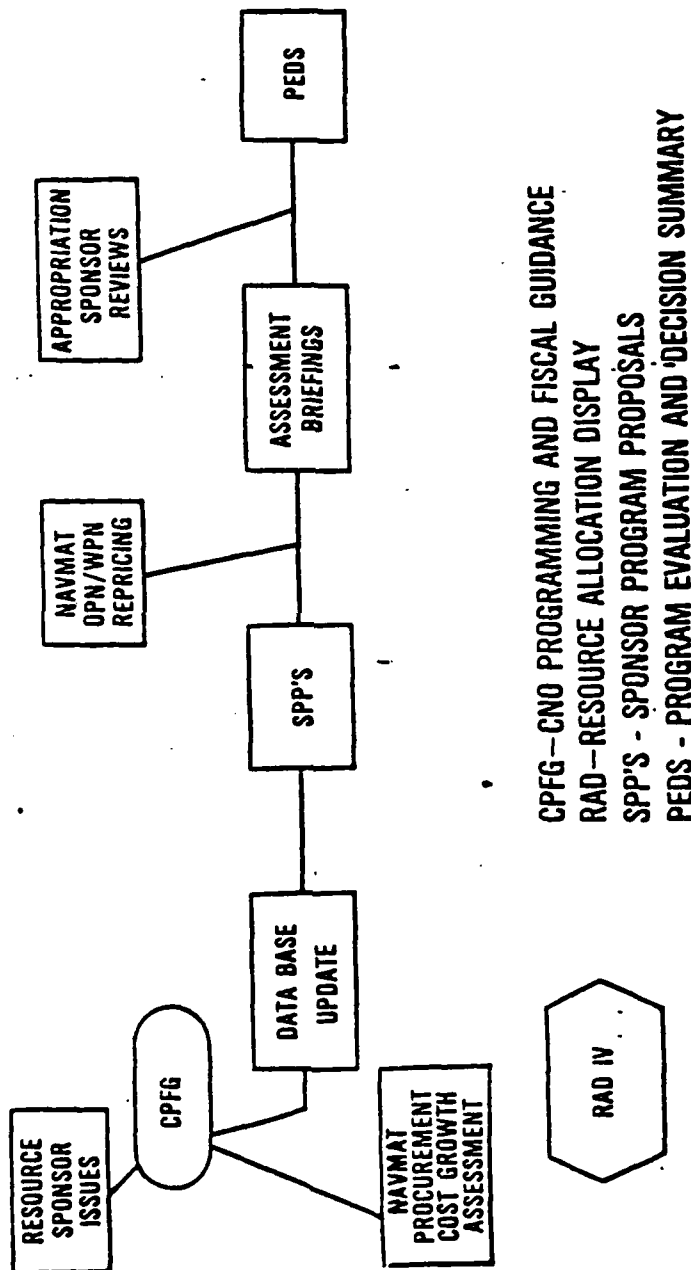 RESOURCE
SPONSOR
ISSUES
CPFG
NAVMAT
PROCUREMENT
COST GROWTH
ASSESSMENT
DATA BASE
UPDATE
SPP'S
NAVMAT
OPN/WPN
REPRICING
ASSESSMENT
BRIEFINGS
APPROPRIATION
SPONSOR
REVIEWS
PEDS
RAD IV
CPFG—CNO PROGRAMMING AND FISCAL GUIDANCE
RAD—RESOURCE ALLOCATION DISPLAY
SPP'S - SPONSOR PROGRAM PROPOSALS
PEDS - PROGRAM EVALUATION AND DECISION SUMMARY